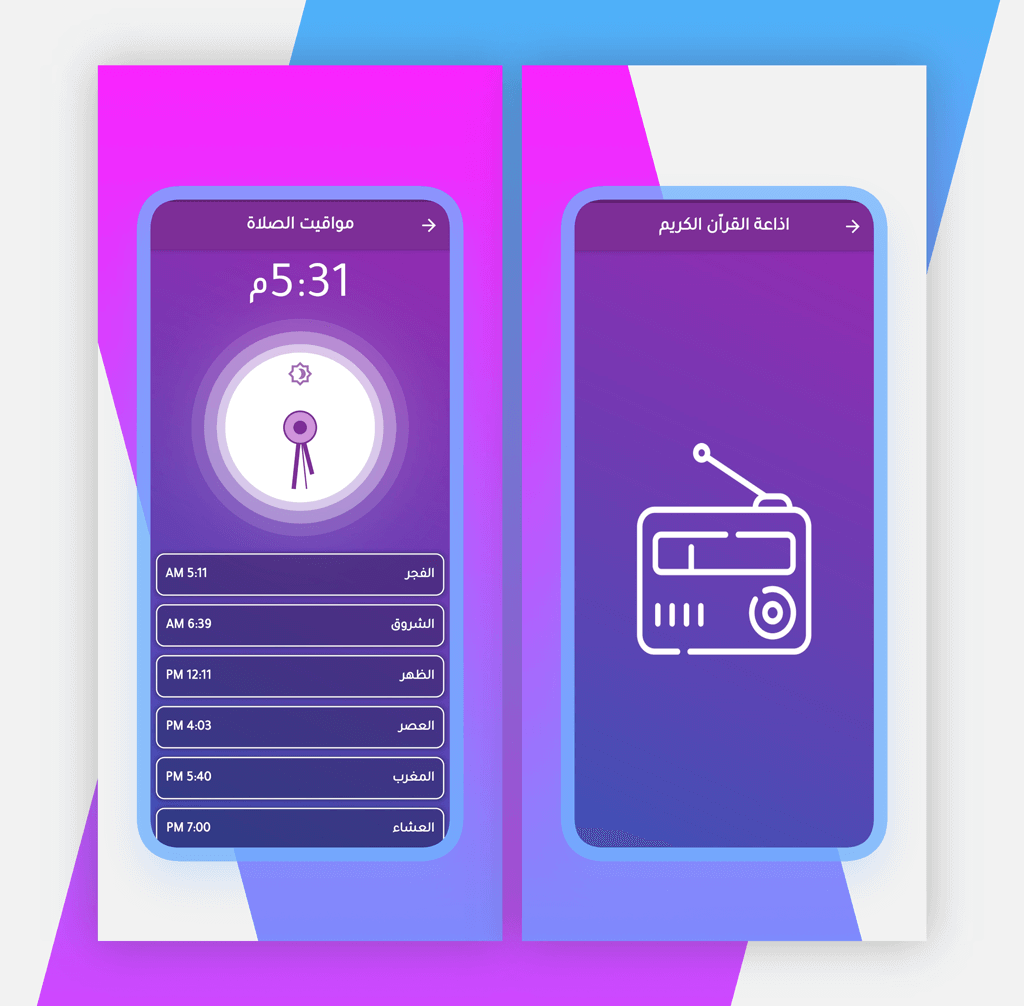 مواقيت الصلاة
5:31م
الفجر 5:11 AM
الشروق 6:39 AM
الظهر 12:11 PM
العصر 4:03 PM
المغرب 5:40 PM
العشاء 7:00 PM
اذاعة القراّن الكريم